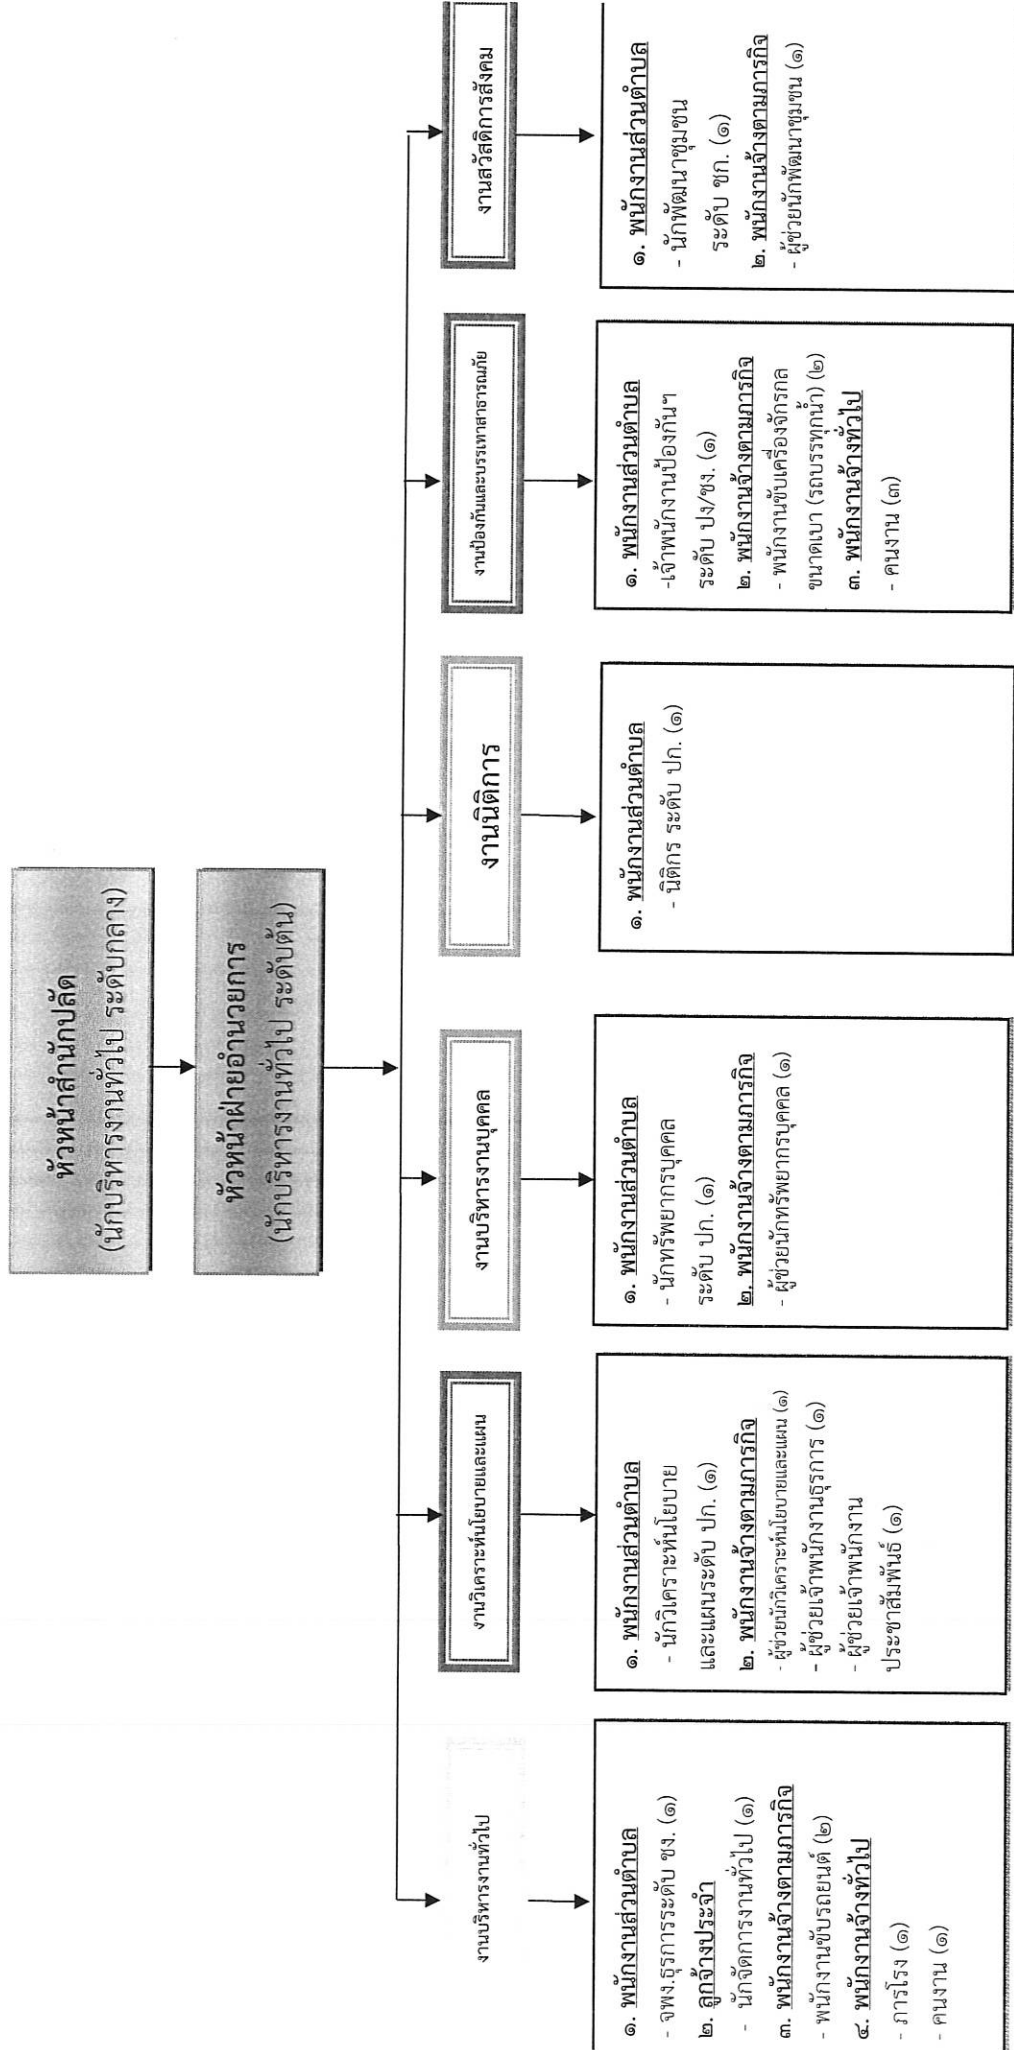 หัวหน้าสำนักปลัด
(นักบริหารงานทั่วไป ระดับกลาง)
หัวหน้าฝ่ายอำนวยการ
(นักบริหารงานทั่วไป ระดับต้น)
งานบริหารงานทั่วไป
๑. พนักงานส่วนตำบล
- จพง.ธุรการระดับ ชง. (๑)
๒. ลูกจ้างประจำ
- นักจัดการงานทั่วไป (๑)
๓. พนักงานจ้างตามภารกิจ
- พนักงานขับรถยนต์ (๒)
๔. พนักงานจ้างทั่วไป
- ภารโรง (๑)
- คนงาน (๑)
งานวิเคราะห์นโยบายและแผน
๑. พนักงานส่วนตำบล
- นักวิเคราะห์นโยบาย
และแผนระดับ ปก. (๑)
๒. พนักงานจ้างตามภารกิจ
- ผู้ช่วยนักวิเคราะห์นโยบายและแผน (๑)
- ผู้ช่วยเจ้าพนักงานธุรการ (๑)
- ผู้ช่วยเจ้าพนักงาน
ประชาสัมพันธ์ (๑)
งานบริหารงานบุคคล
๑. พนักงานส่วนตำบล
- นักทรัพยากรบุคคล
ระดับ ปก. (๑)
๒. พนักงานจ้างตามภารกิจ
- ผู้ช่วยนักทรัพยากรบุคคล (๑)
งานนิติการ
๑. พนักงานส่วนตำบล
- นิติกร ระดับ ปก. (๑)
งานป้องกันและบรรเทาสาธารณภัย
๑. พนักงานส่วนตำบล
-เจ้าพนักงานป้องกันฯ
ระดับ ปง/ชง. (๑)
๒. พนักงานจ้างตามภารกิจ
- พนักงานขับเครื่องจักรกล
ขนาดเบา (รถบรรทุกน้ำ) (๒)
๓. พนักงานจ้างทั่วไป
- คนงาน (๓)
งานสวัสดิการสังคม
๑. พนักงานส่วนตำบล
- นักพัฒนาชุมชน
ระดับ ชก. (๑)
๒. พนักงานจ้างตามภารกิจ
- ผู้ช่วยนักพัฒนาชุมชน (๑)